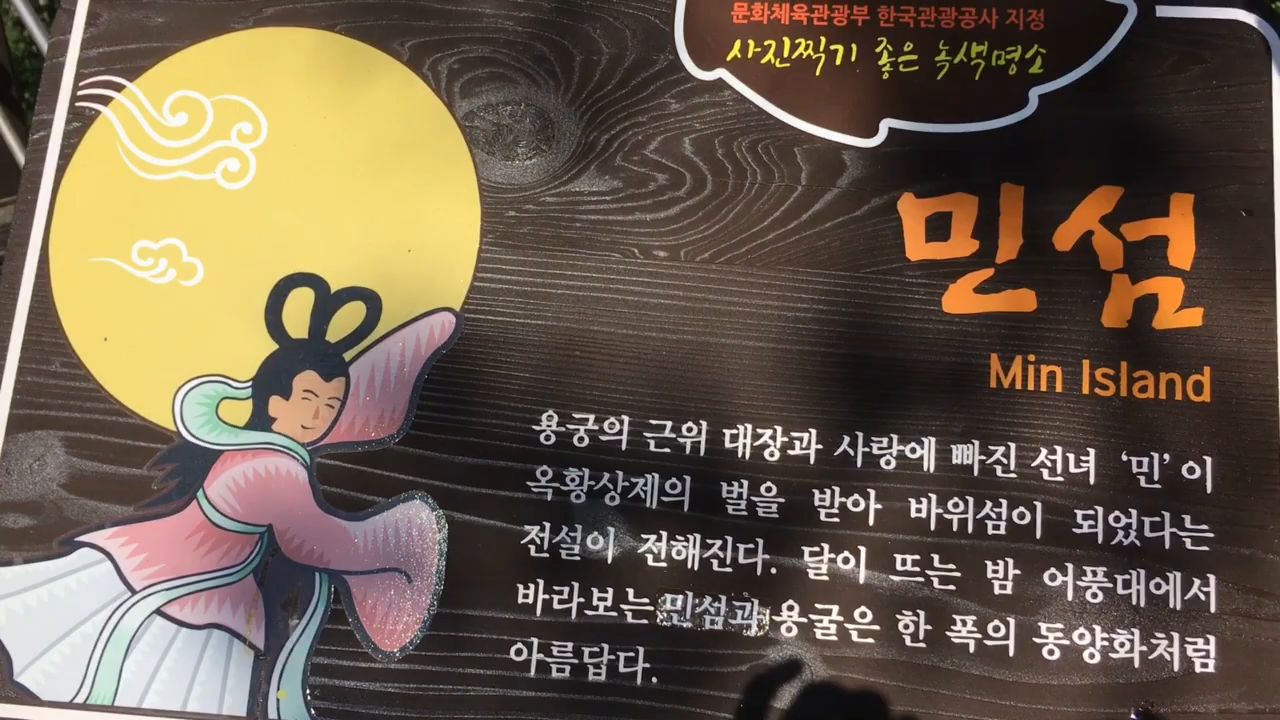 문화체육관광부 한국관광공사 지정
사진찍기 좋은 녹색명소
민섬
Min Island
용궁의 근위 대장과 사랑에 빠진 선녀 ‘민’ 이
옥황상제의 벌을 받아 바위섬이 되었다는
전설이 전해진다. 달이 뜨는 밤 어풍대에서
바라보는 민섬과 용굴은 한 폭의 동양화처럼
아름답다.